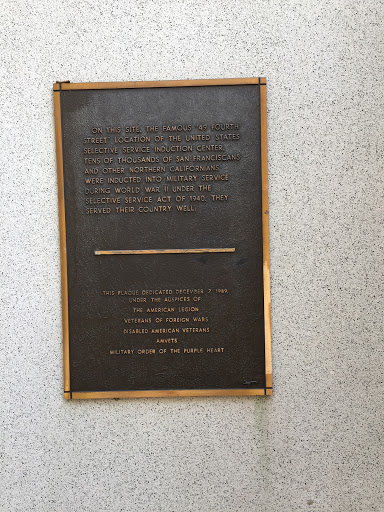 ON THIS SITE, THE FAMOUS 149 FOURTH
STREET LOCATION OF THE UNITED STATES
SELECTIVE SERVICE INDUCTION CENTER,
TENS OF THOUSANDS OF SAN FRANCISCANS
AND OTHER NORTHERN CALIFORNIANS
WERE INDUCTED INTO MILITARY SERVICE
DURING WORLD WAR II UNDER THE
SELECTIVE SERVICE ACT OF 1940. THEY
SERVED THEIR COUNTRY WELL.
THIS PLAQUE DEDICATED DECEMBER 7, 1989,
UNDER THE AUSPICES OF
THE AMERICAN LEGION
VETERANS OF FOREIGN WARS
DISABLED AMERICAN VETERANS
AMVETS
MILITARY ORDER OF THE PURPLE HEART